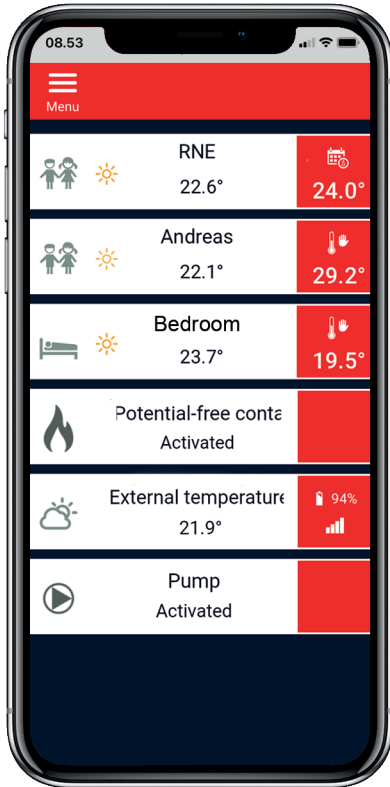 08.53
Menu
RNE
22.6°
24.0°
Andreas
22.1°
29.2°
Bedroom
23.7°
19.5°
Potential-free conta
Activated
External temperature
21.9°
94%
Pump
Activated